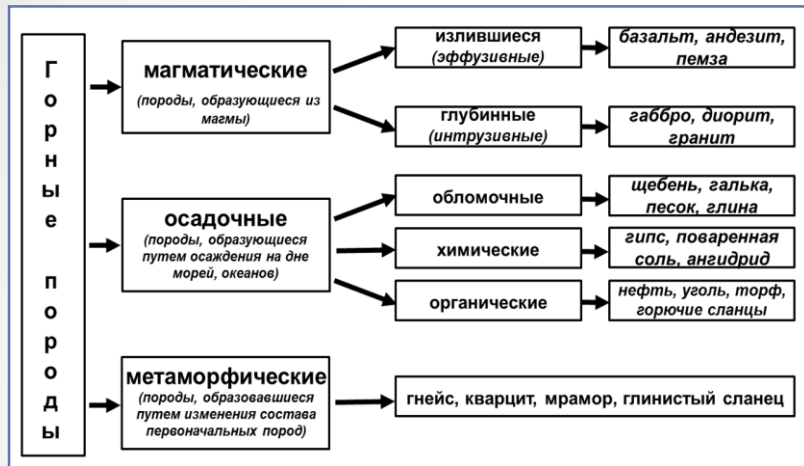 Горные породы
магматические
(породы, образующиеся из
магмы)
излившиеся
(эффузивные)
базальт, андезит,
пемза
глубинные
(интрузивные)
габбро, диорит,
гранит
осадочные
(породы, образующиеся
путем осаждения на дне
морей, океанов)
обломочные
щебень, галька,
песок, глина
химические
гипс, поваренная
соль, ангидрид
органические
нефть, уголь, торф,
горючие сланцы
метаморфические
(породы, образовавшиеся
путем изменения состава
первоначальных пород)
гнейс, кварцит, мрамор, глинистый сланец